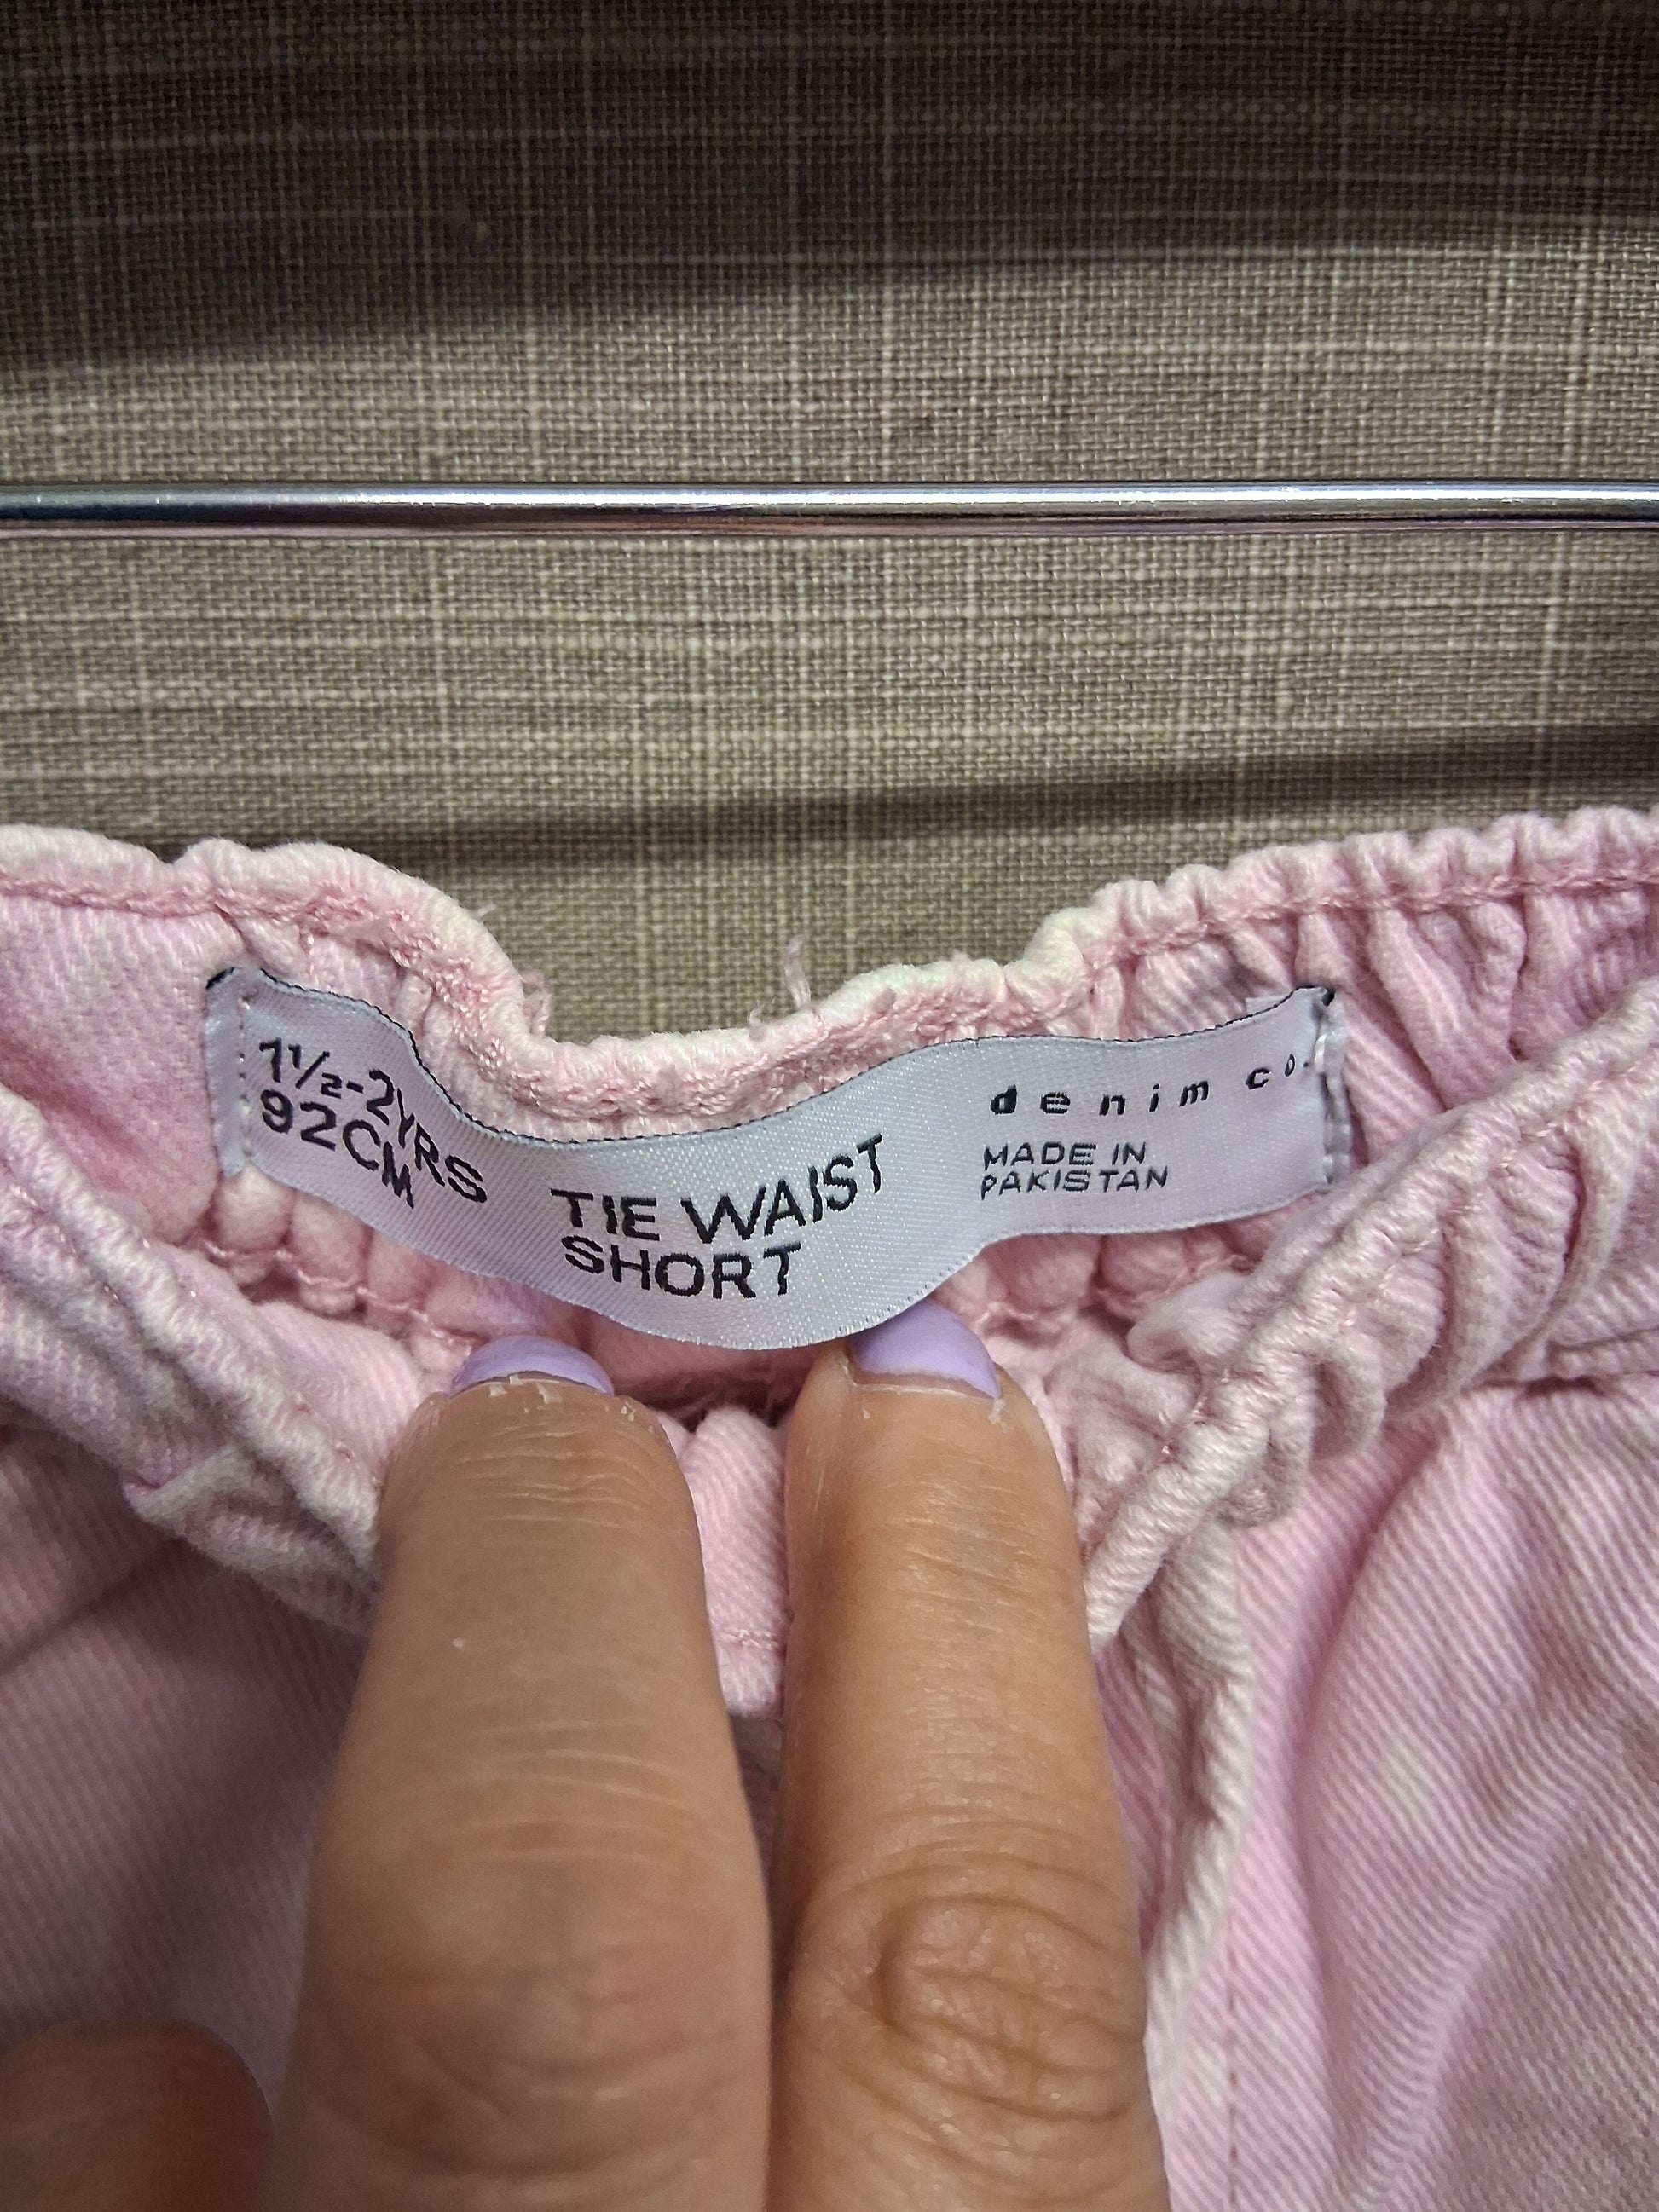 1½-2YRS
92CM
TIE WAIST
SHORT
denim co.
MADE IN
PAKISTAN